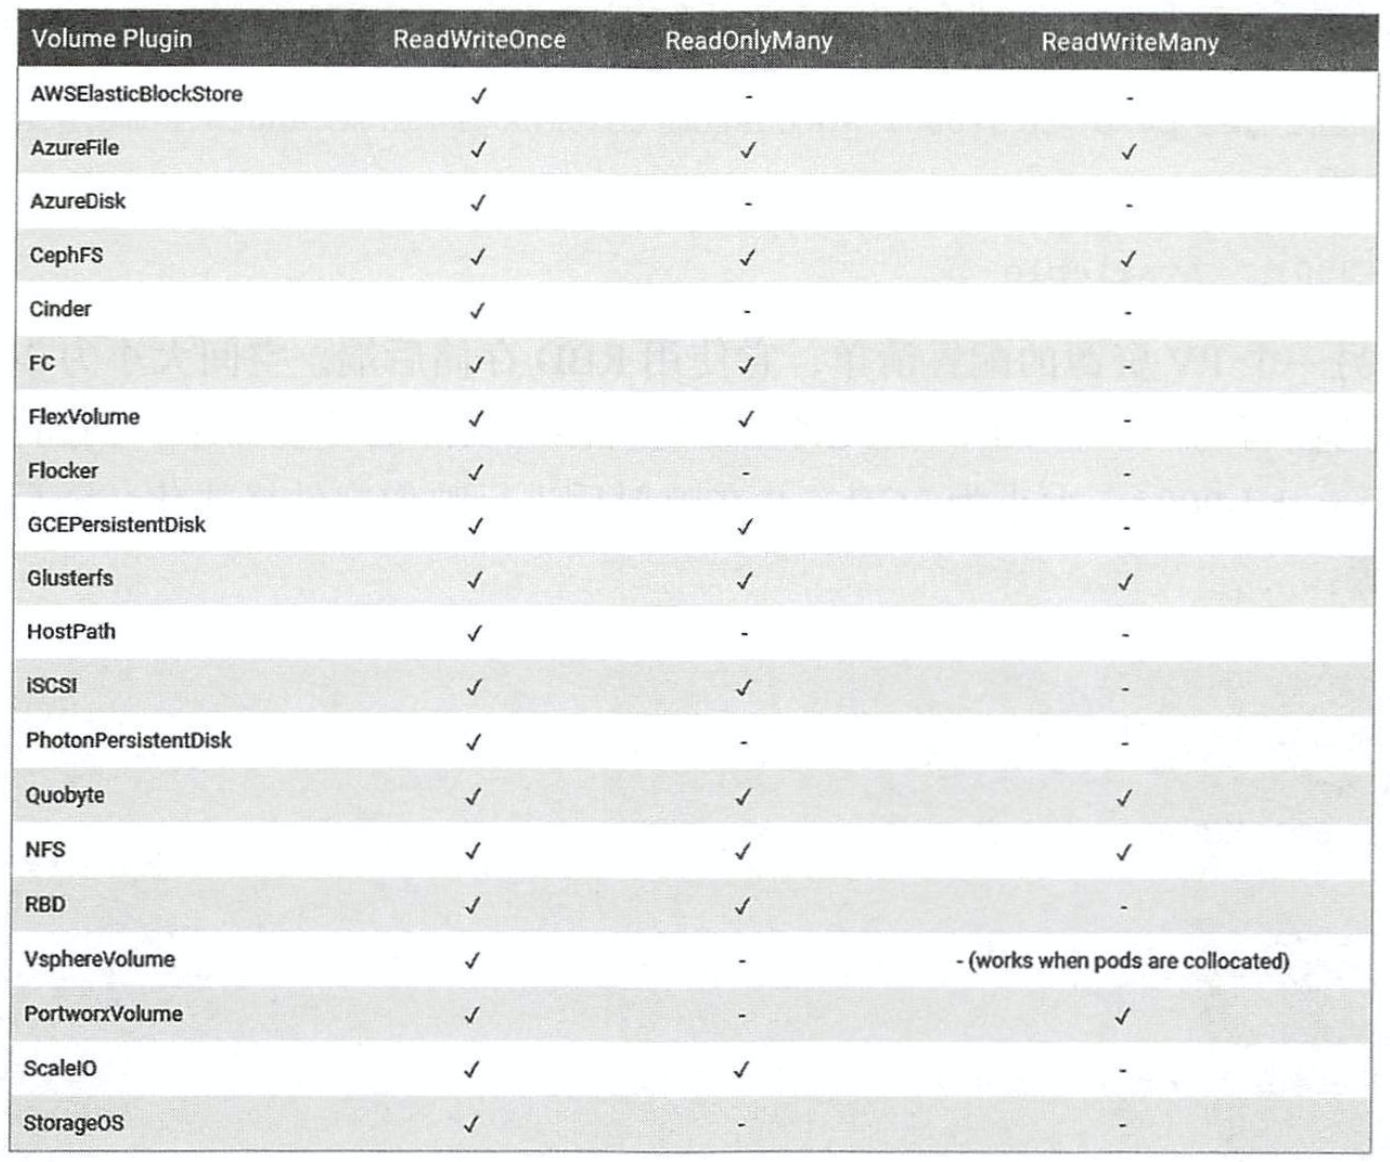 Volume Plugin ReadWriteOnce ReadOnlyMany ReadWriteMany
AWSElasticBlockStore ✓ - -
AzureFile ✓ ✓ ✓
AzureDisk ✓ - -
CephFS ✓ ✓ ✓
Cinder ✓ - -
FC ✓ ✓ -
FlexVolume ✓ ✓ -
Flocker ✓ - -
GCEPersistentDisk ✓ ✓ -
Glusterfs ✓ ✓ ✓
HostPath ✓ - -
iSCSI ✓ ✓ -
PhotonPersistentDisk ✓ - -
Quobyte ✓ ✓ ✓
NFS ✓ ✓ ✓
RBD ✓ ✓ -
VsphereVolume ✓ - - (works when pods are collocated)
PortworxVolume ✓ - ✓
ScaleIO ✓ ✓ -
StorageOS ✓ - -